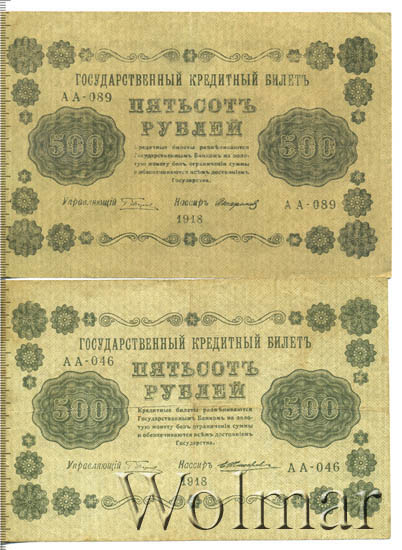 ГОСУДАРСТВЕННЫЙ КРЕДИТНЫЙ БИЛЕТЪ
АА-089
ПЯТЬСОТЪ
РУБЛЕЙ
500 500
Кредитные билеты размѣниваются
Государственнымъ Банкомъ на золо-
тую монету безъ ограниченія суммы
и обезпечиваются всѣмъ достояніемъ
Государства.
Управляющій Кассиръ
АА-089
1918
ГОСУДАРСТВЕННЫЙ КРЕДИТНЫЙ БИЛЕТЪ
АА-046
ПЯТЬСОТЪ
РУБЛЕЙ
500 500
Кредитные билеты размѣниваются
Государственнымъ Банкомъ на золо-
тую монету безъ ограниченія суммы
и обезпечиваются всѣмъ достояніемъ
Государства.
Управляющій Кассиръ
АА-046
1918
Wolmar